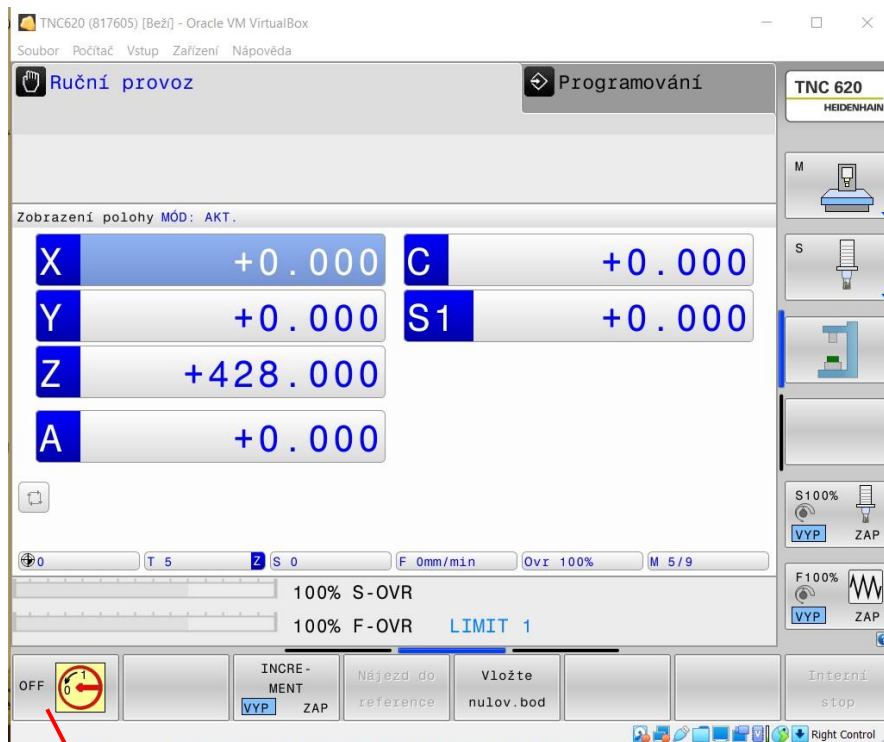 TNC620 (817605) [Beží] - Oracle VM VirtualBox
Soubor Počítač Vstup Zařízení Nápověda
Ruční provoz
Programování
TNC 620
HEIDENHAIN
Zobrazení polohy MÓD: AKT.
X +0.000
C +0.000
Y +0.000
S1 +0.000
Z +428.000
A +0.000
M
S
S100%
VYP ZAP
F100%
VYP ZAP
0 T 5 Z S 0 F 0mm/min Ovr 100% M 5/9
100% S-OVR
100% F-OVR LIMIT 1
OFF 1 0
INCRE-
MENT
VYP ZAP
Nájezd do
reference
Vložte
nulov.bod
Interní
stop
Right Control